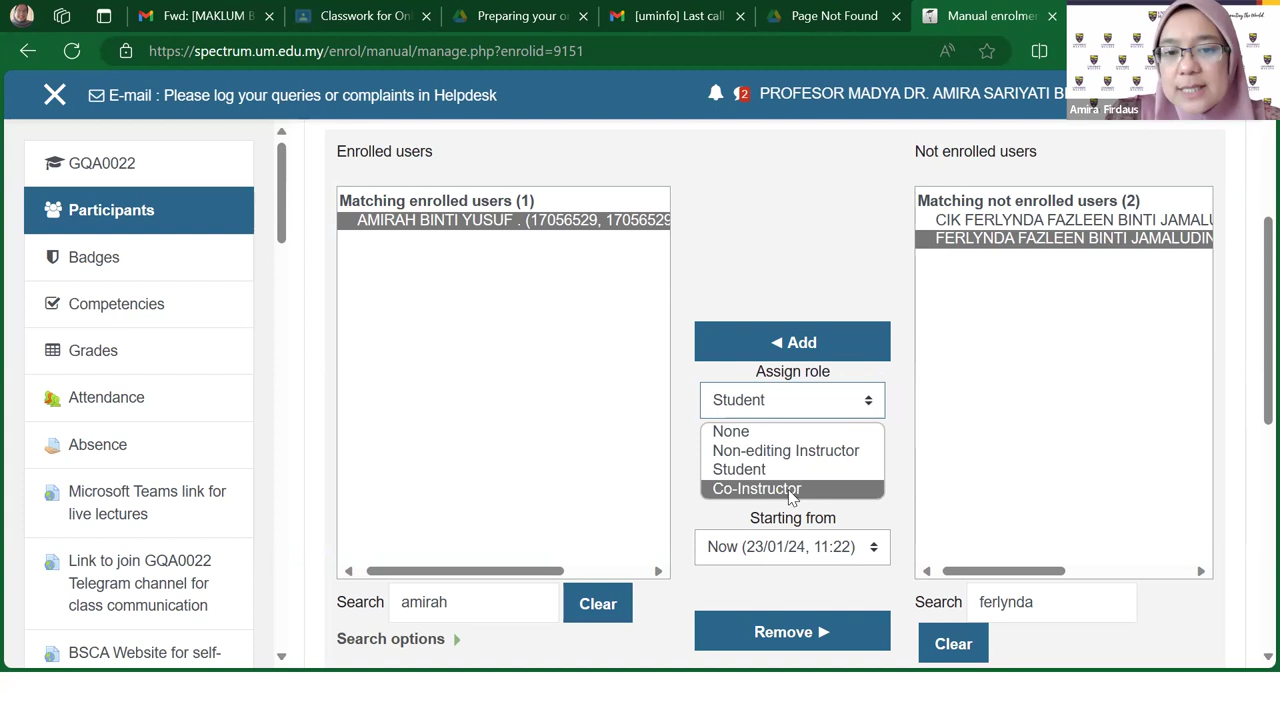 Fwd: [MAKLUM B
Classwork for Onl
Preparing your o
[uminfo] Last call
Page Not Found
Manual enrolme
https://spectrum.um.edu.my/enrol/manual/manage.php?enrolid=9151
E-mail : Please log your queries or complaints in Helpdesk
2
PROFESOR MADYA DR. AMIRA SARIYATI B
Amira Firdaus
GQA0022
Participants
Badges
Competencies
Grades
Attendance
Absence
Microsoft Teams link for
live lectures
Link to join GQA0022
Telegram channel for
class communication
BSCA Website for self-
Enrolled users
Matching enrolled users (1)
AMIRAH BINTI YUSUF . (17056529, 17056529
Search amirah Clear
Search options
Add
Assign role
Student
None
Non-editing Instructor
Student
Co-Instructor
Starting from
Now (23/01/24, 11:22)
Remove
Not enrolled users
Matching not enrolled users (2)
CIK FERLYNDA FAZLEEN BINTI JAMALU
FERLYNDA FAZLEEN BINTI JAMALUDIN
Search ferlynda
Clear